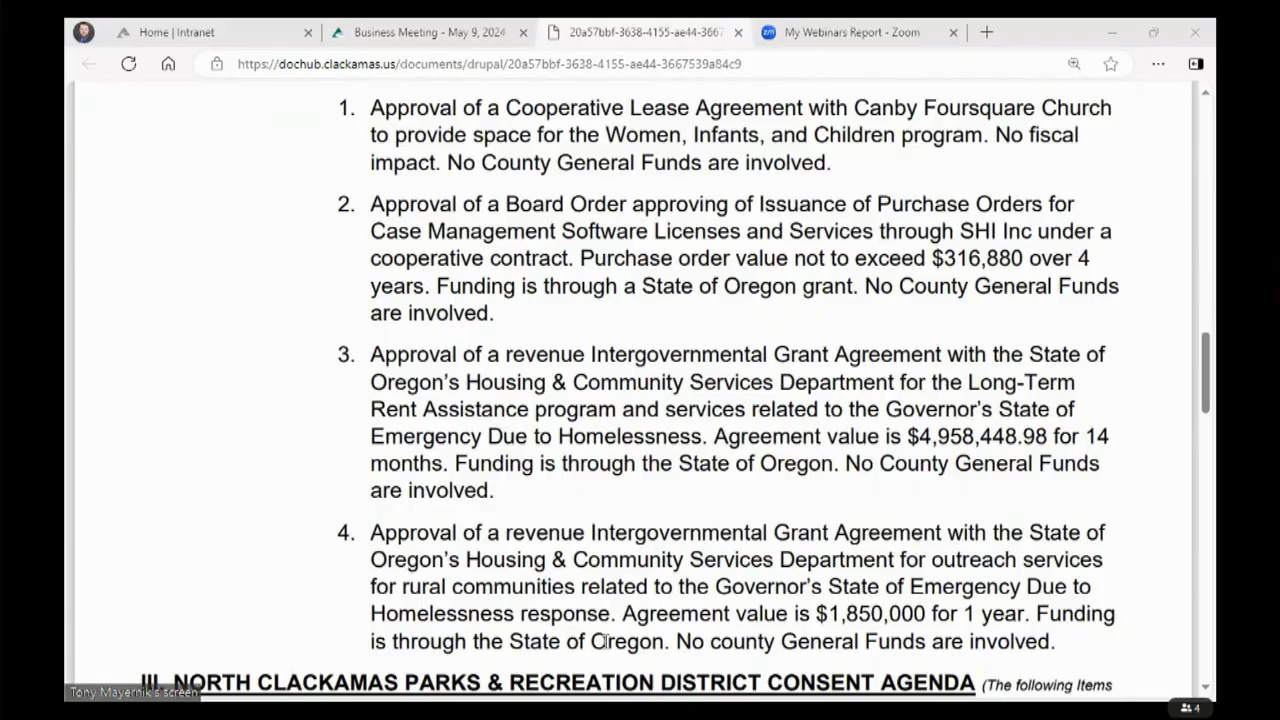 Home | Intranet
Business Meeting - May 9, 2024
20a57bbf-3638-4155-ae44-3667
zm
My Webinars Report - Zoom
https://dochub.clackamas.us/documents/drupal/20a57bbf-3638-4155-ae44-3667539a84c9
1. Approval of a Cooperative Lease Agreement with Canby Foursquare Church
to provide space for the Women, Infants, and Children program. No fiscal
impact. No County General Funds are involved.
2. Approval of a Board Order approving of Issuance of Purchase Orders for
Case Management Software Licenses and Services through SHI Inc under a
cooperative contract. Purchase order value not to exceed $316,880 over 4
years. Funding is through a State of Oregon grant. No County General Funds
are involved.
3. Approval of a revenue Intergovernmental Grant Agreement with the State of
Oregon's Housing & Community Services Department for the Long-Term
Rent Assistance program and services related to the Governor's State of
Emergency Due to Homelessness. Agreement value is $4,958,448.98 for 14
months. Funding is through the State of Oregon. No County General Funds
are involved.
4. Approval of a revenue Intergovernmental Grant Agreement with the State of
Oregon's Housing & Community Services Department for outreach services
for rural communities related to the Governor's State of Emergency Due to
Homelessness response. Agreement value is $1,850,000 for 1 year. Funding
is through the State of Oregon. No county General Funds are involved.
III. NORTH CLACKAMAS PARKS & RECREATION DISTRICT CONSENT AGENDA (The following Items
Tony Mayernik's screen
4